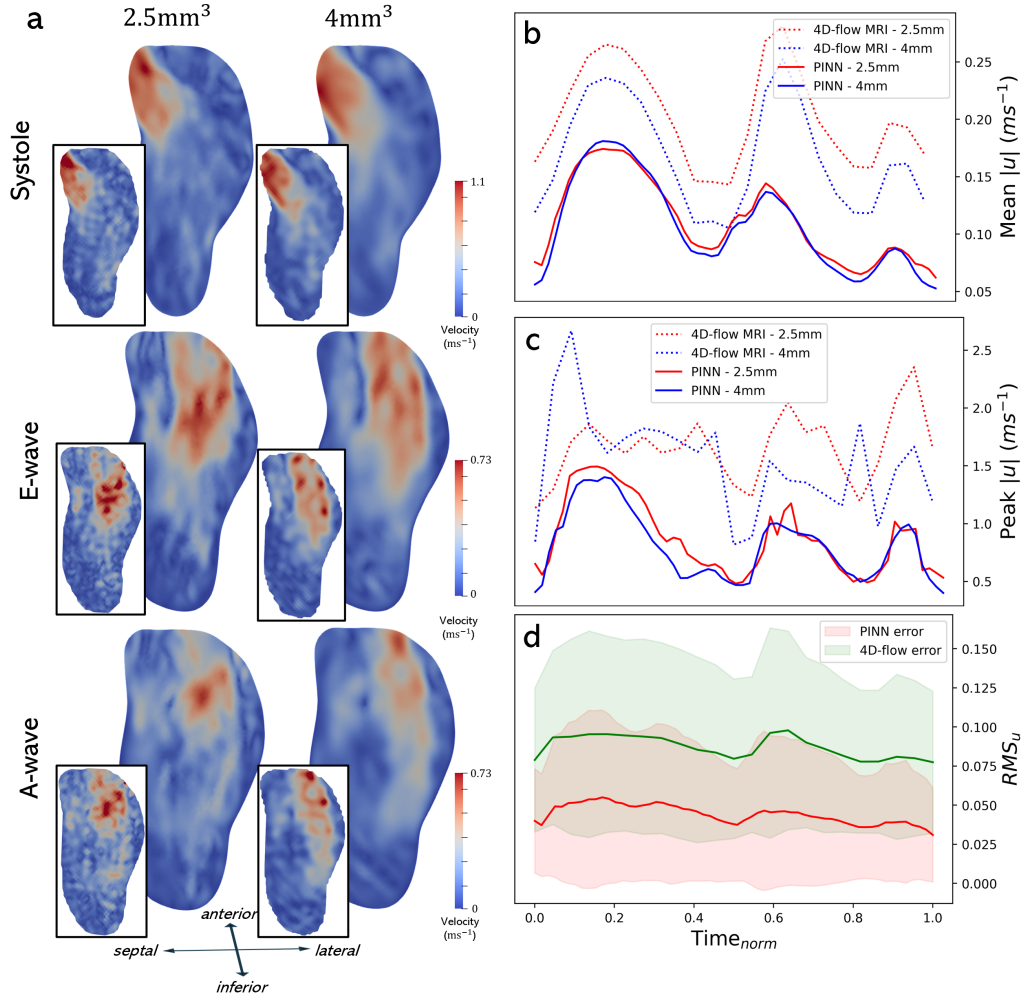 a
2.5mm³
4mm³
Systole
1.1
0
Velocity
(ms⁻¹)
E-wave
0.73
0
Velocity
(ms⁻¹)
A-wave
0.73
0
Velocity
(ms⁻¹)
anterior
septal
lateral
inferior
b
4D-flow MRI - 2.5mm
4D-flow MRI - 4mm
PINN - 2.5mm
PINN - 4mm
0.25
0.20
0.15
0.10
0.05
Mean |u| (ms⁻¹)
c
4D-flow MRI - 2.5mm
4D-flow MRI - 4mm
PINN - 2.5mm
PINN - 4mm
2.5
2.0
1.5
1.0
0.5
Peak |u| (ms⁻¹)
d
PINN error
4D-flow error
0.150
0.125
0.100
0.075
0.050
0.025
0.000
RMSᵤ
0.0
0.2
0.4
0.6
0.8
1.0
Time_norm